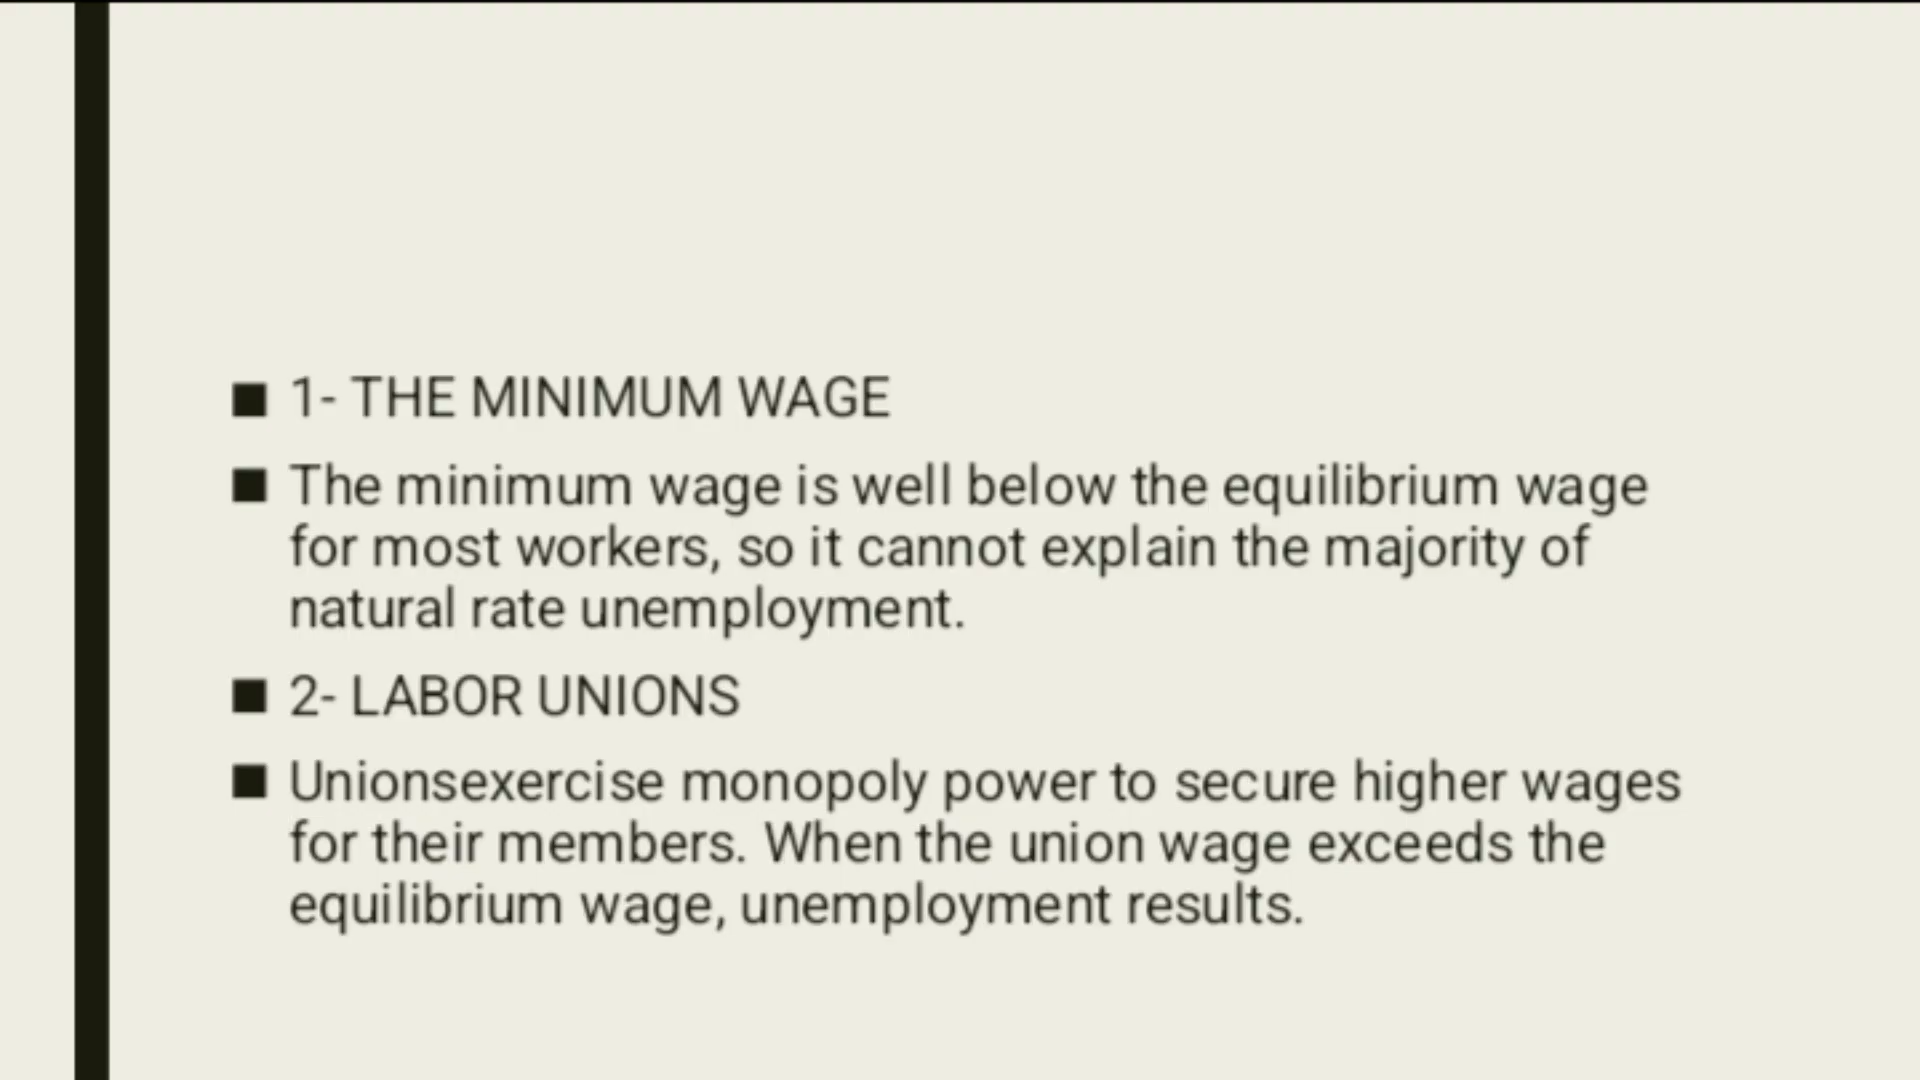 1- THE MINIMUM WAGE
The minimum wage is well below the equilibrium wage
for most workers, so it cannot explain the majority of
natural rate unemployment.
2- LABOR UNIONS
Unionsexercise monopoly power to secure higher wages
for their members. When the union wage exceeds the
equilibrium wage, unemployment results.